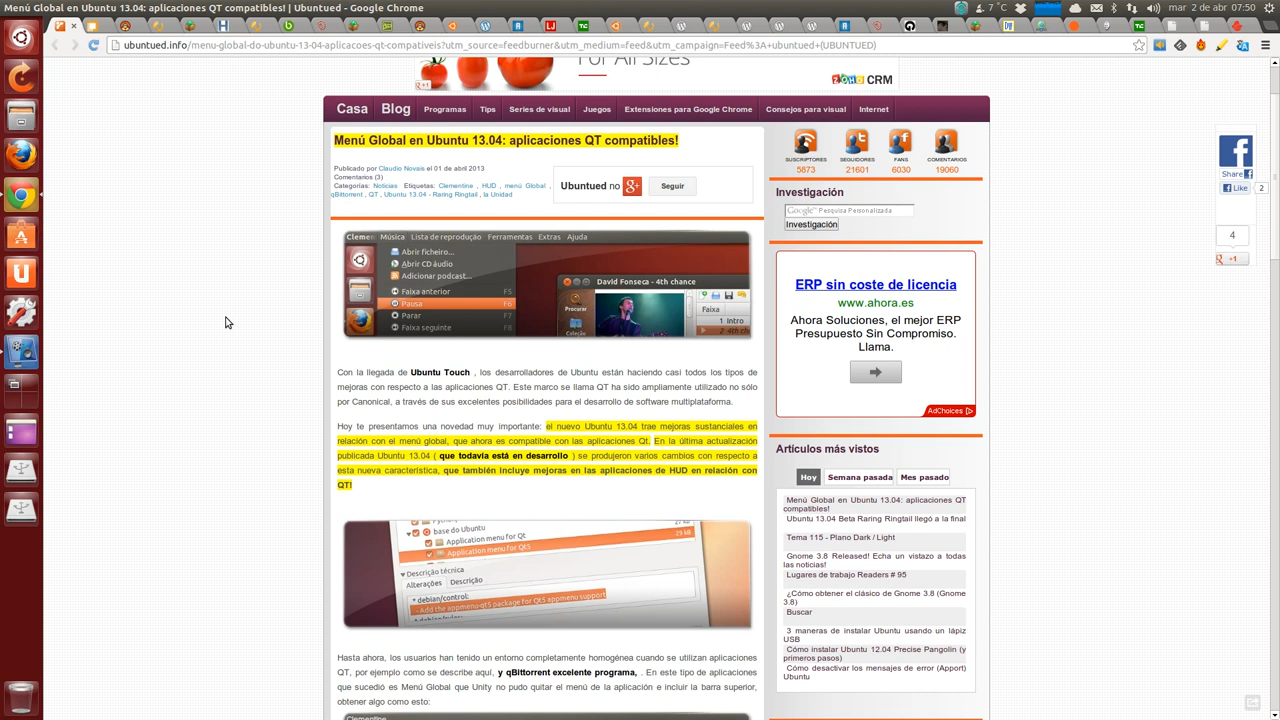 Menú Global en Ubuntu 13.04: aplicaciones QT compatibles! | Ubuntued - Google Chrome
7 °C
mar 2 de abr 07:50
ubuntued.info/menu-global-do-ubuntu-13-04-aplicacoes-qt-compativeis?utm_source=feedburner&utm_medium=feed&utm_campaign=Feed%3A+ubuntued+(UBUNTUED)
For All Sizes
+1
ZOHO CRM
Casa Blog Programas Tips Series de visual Juegos Extensiones para Google Chrome Consejos para visual Internet
Menú Global en Ubuntu 13.04: aplicaciones QT compatibles!
Publicado por Claudio Novais el 01 de abril 2013
Comentarios (3)
Categorías: Noticias Etiquetas: Clementine , HUD , menú Global ,
qBittorrent , QT , Ubuntu 13.04 - Raring Ringtail , la Unidad
Ubuntued no
Seguir
Clemen Música Lista de reprodução Ferramentas Extras Ajuda
Abrir ficheiro...
Abrir CD áudio
Adicionar podcast...
Faixa anterior F5
Pausa F6
Parar F7
Faixa seguinte F8
David Fonseca - 4th chance
Procurar
Coleção
Faixa
1 Intro
2 4th ch
Con la llegada de Ubuntu Touch , los desarrolladores de Ubuntu están haciendo casi todos los tipos de
mejoras con respecto a las aplicaciones QT. Este marco se llama QT ha sido ampliamente utilizado no sólo
por Canonical, a través de sus excelentes posibilidades para el desarrollo de software multiplataforma.
Hoy te presentamos una novedad muy importante: el nuevo Ubuntu 13.04 trae mejoras sustanciales en
relación con el menú global, que ahora es compatible con las aplicaciones Qt. En la última actualización
publicada Ubuntu 13.04 ( que todavía está en desarrollo ) se produjeron varios cambios con respecto a
esta nueva característica, que también incluye mejoras en las aplicaciones de HUD en relación con
QT!
base do Ubuntu
Application menu for Qt
Application menu for Qt5
27 kB
29 kB
Descrição técnica
Alterações Descrição
* debian/control:
- Add the appmenu-qt5 package for QT5 appmenu support
Hasta ahora, los usuarios han tenido un entorno completamente homogénea cuando se utilizan aplicaciones
QT, por ejemplo como se describe aquí, y qBittorrent excelente programa, . En este tipo de aplicaciones
que sucedió es Menú Global que Unity no pudo quitar el menú de la aplicación e incluir la barra superior,
obtener algo como esto:
Clementine
SUSCRIPTORES SEGUIDORES FANS COMENTARIOS
5873 21601 6030 19060
Investigación
Google™ Pesquisa Personalizada
Investigación
ERP sin coste de licencia
www.ahora.es
Ahora Soluciones, el mejor ERP
Presupuesto Sin Compromiso.
Llama.
AdChoices
Artículos más vistos
Hoy Semana pasada Mes pasado
Menú Global en Ubuntu 13.04: aplicaciones QT
compatibles!
Ubuntu 13.04 Beta Raring Ringtail llegó a la final
Tema 115 - Plano Dark / Light
Gnome 3.8 Released! Echa un vistazo a todas
las noticias!
Lugares de trabajo Readers # 95
¿Cómo obtener el clásico de Gnome 3.8 (Gnome
3.8)
Buscar
3 maneras de instalar Ubuntu usando un lápiz
USB
Cómo instalar Ubuntu 12.04 Precise Pangolin (y
primeros pasos)
Cómo desactivar los mensajes de error (Apport)
Ubuntu
Share
Like 2
4
+1